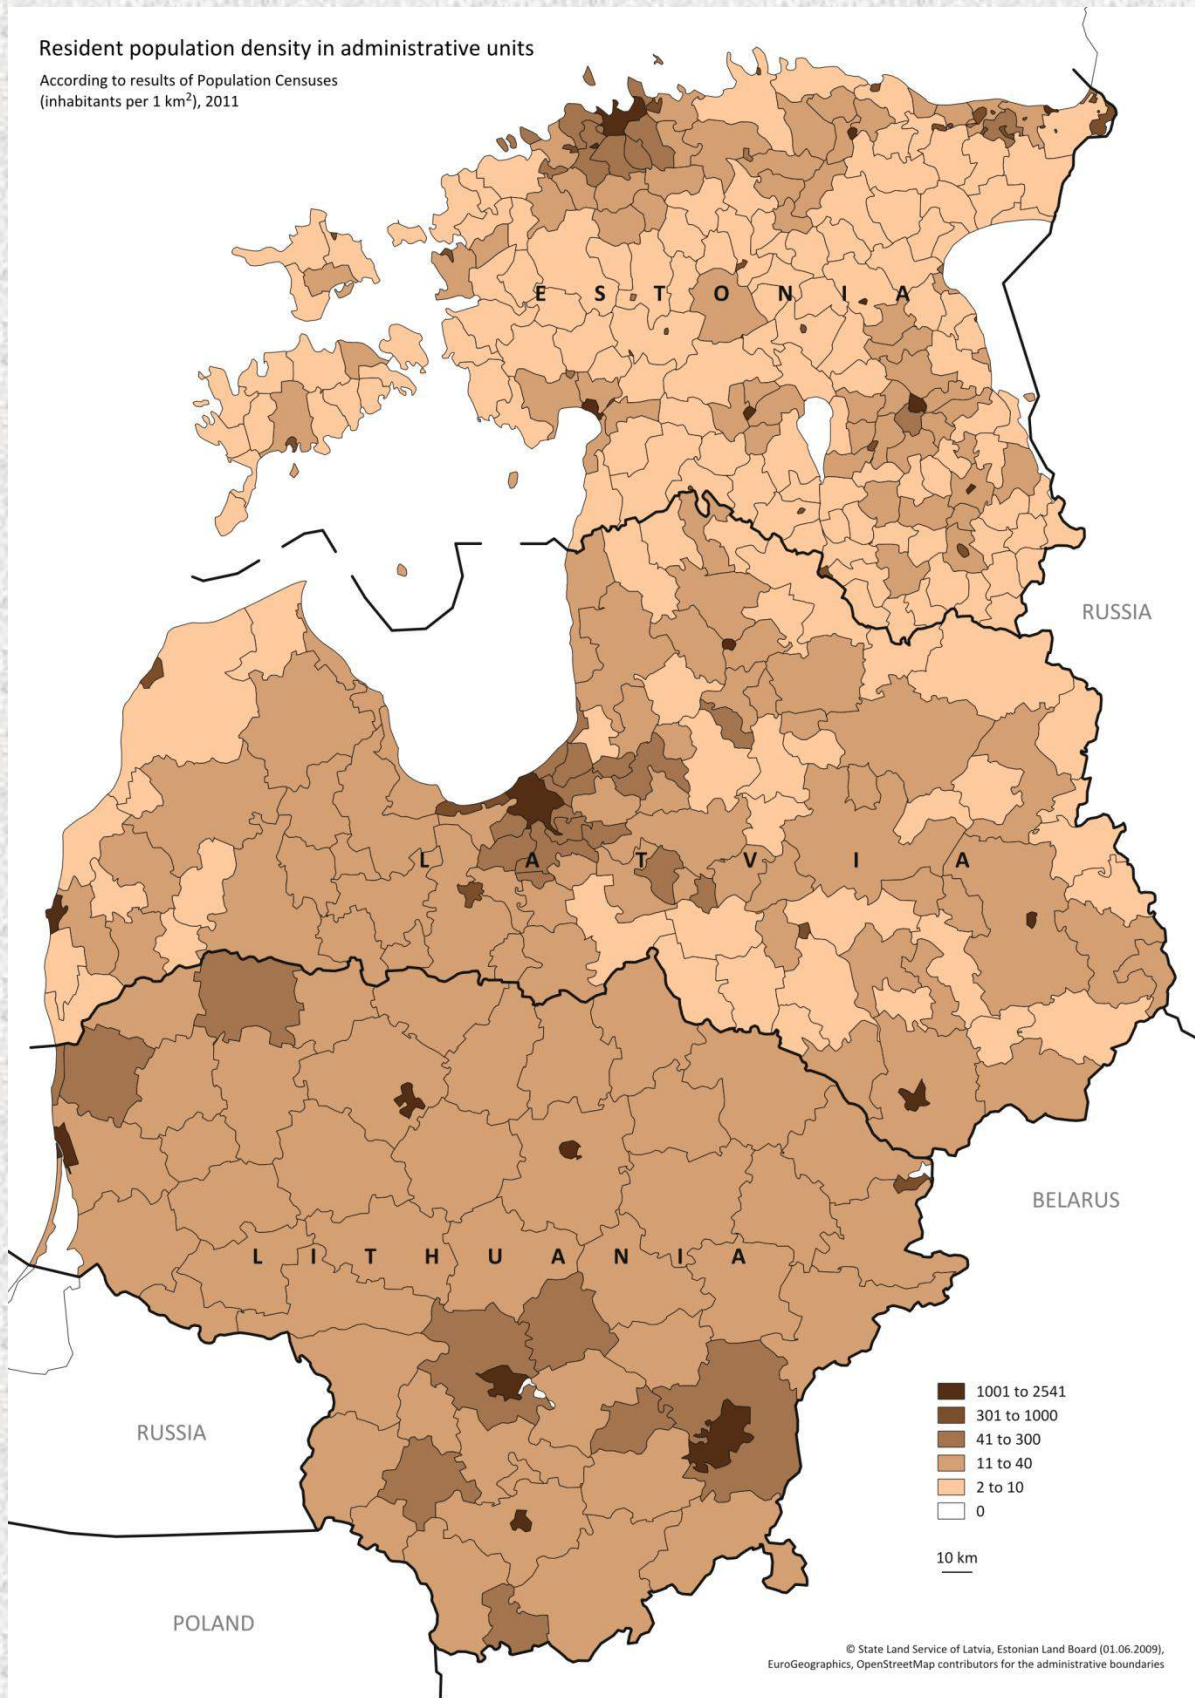 Resident population density in administrative units
According to results of Population Censuses
(inhabitants per 1 km²), 2011
ESTONIA
RUSSIA
LATVIA
BELARUS
LITHUANIA
RUSSIA
POLAND
1001 to 2541
301 to 1000
41 to 300
11 to 40
2 to 10
0
10 km
© State Land Service of Latvia, Estonian Land Board (01.06.2009),
EuroGeographics, OpenStreetMap contributors for the administrative boundaries